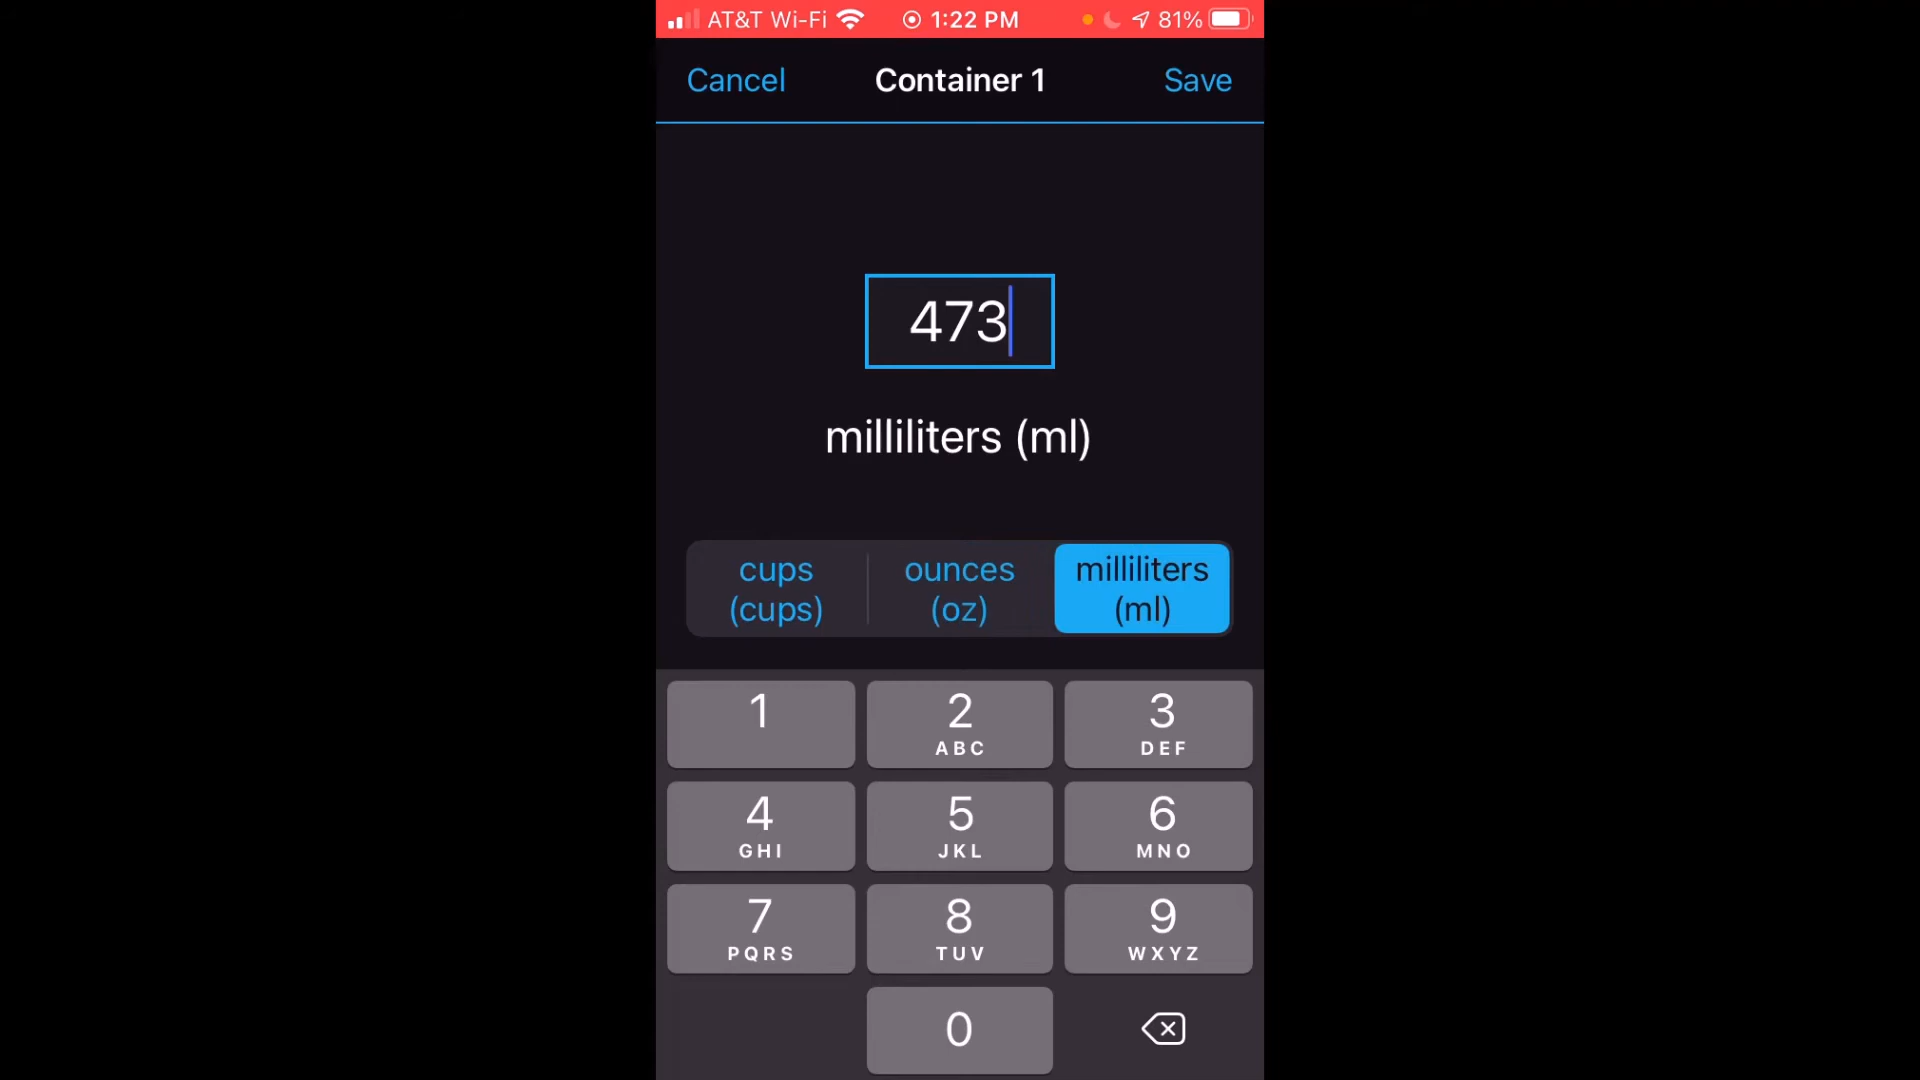 AT&T Wi-Fi 1:22 PM 81%
Cancel Container 1 Save
473
milliliters (ml)
cups ounces milliliters
(cups) (oz) (ml)
1 2 3
ABC DEF
4 5 6
GHI JKL MNO
7 8 9
PQRS TUV WXYZ
0